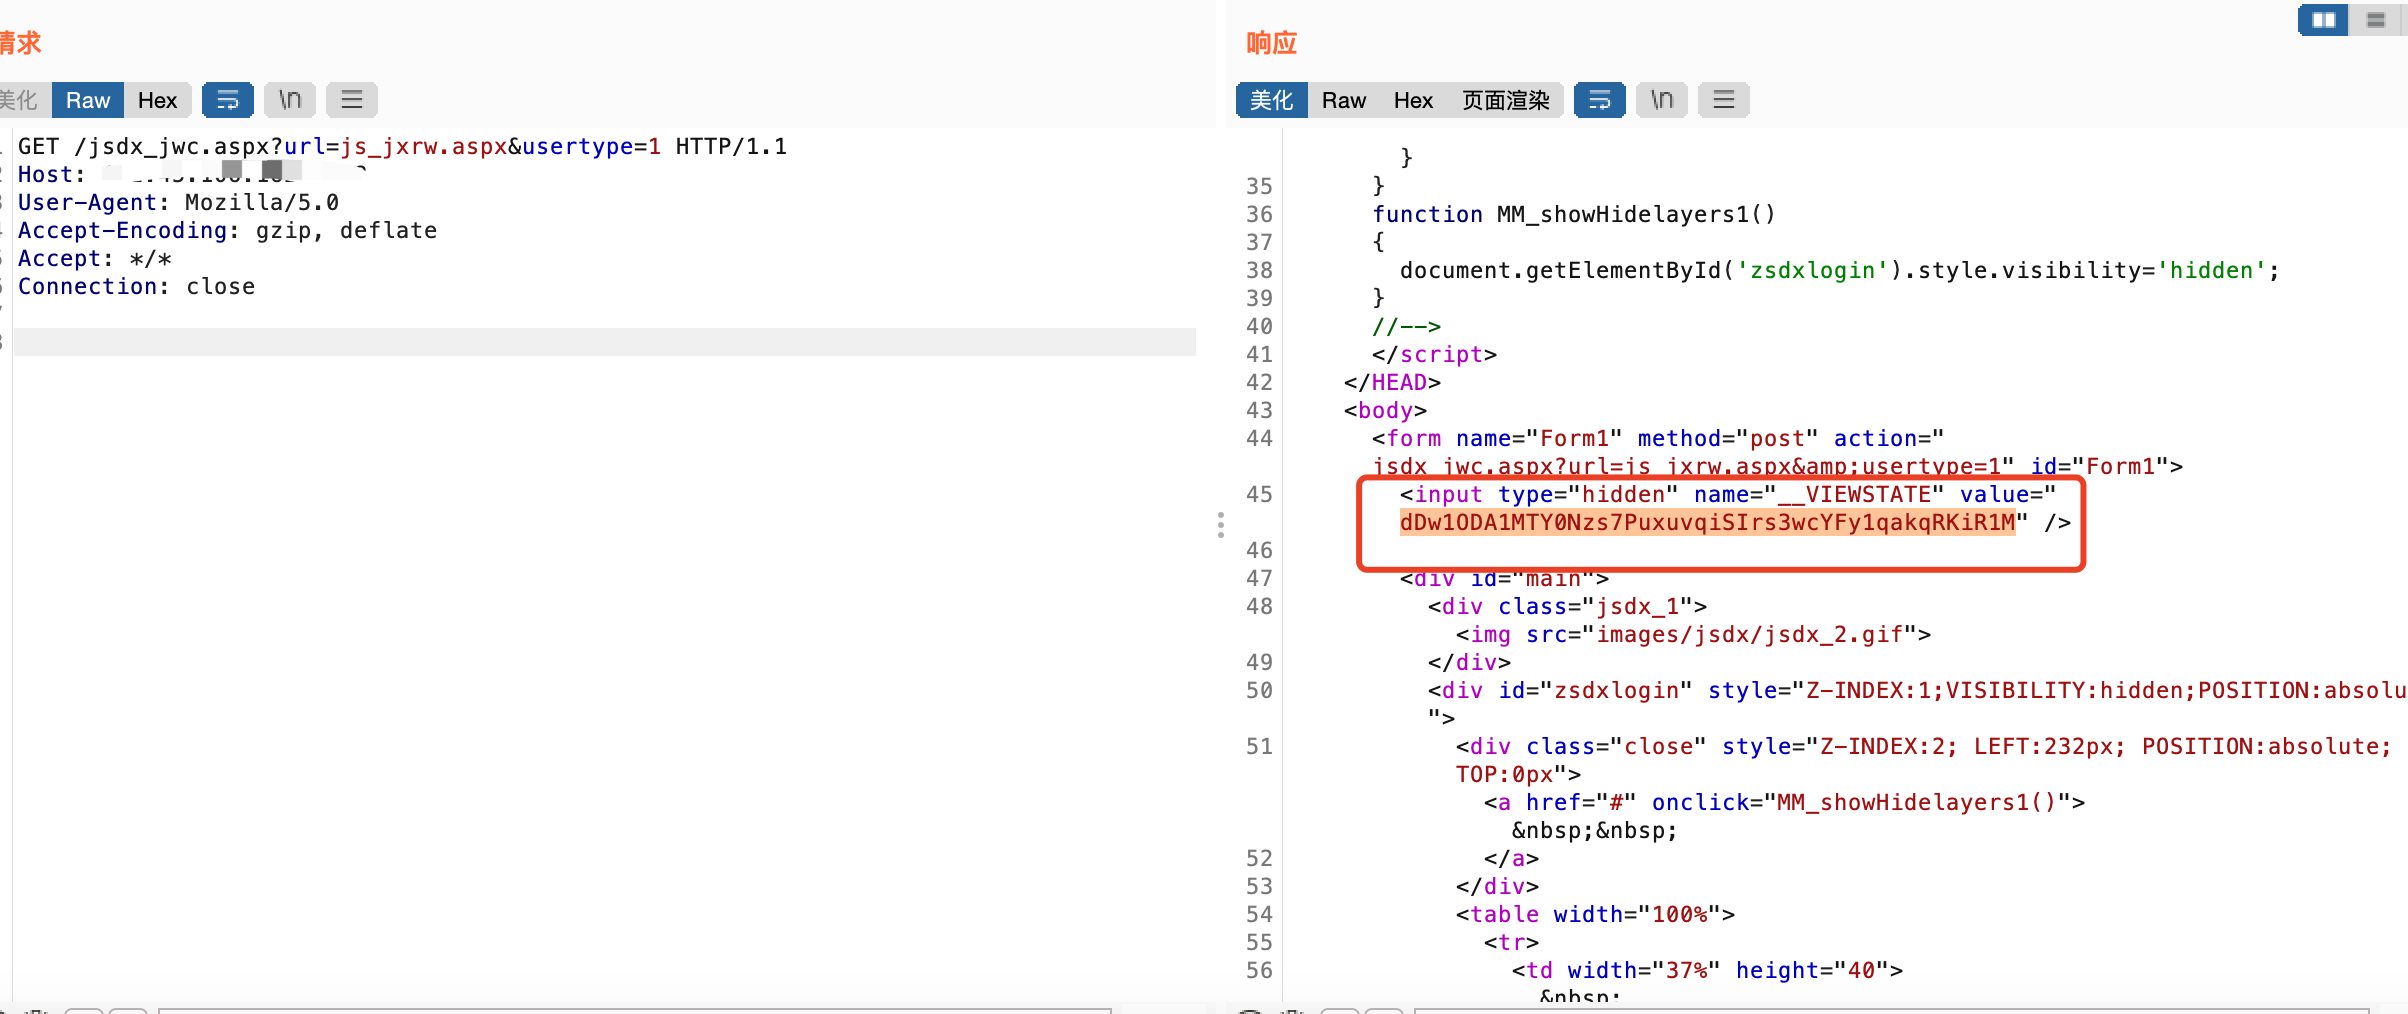 请求
响应
美化 Raw Hex \n
美化 Raw Hex 页面渲染 \n
GET /jsdx_jwc.aspx?url=js_jxrw.aspx&usertype=1 HTTP/1.1
Host:
User-Agent: Mozilla/5.0
Accept-Encoding: gzip, deflate
Accept: */*
Connection: close
}
35 }
36 function MM_showHidelayers1()
37 {
38 document.getElementById('zsdxlogin').style.visibility='hidden';
39 }
40 //-->
41 </script>
42 </HEAD>
43 <body>
44 <form name="Form1" method="post" action="
jsdx_jwc.aspx?url=js_jxrw.aspx&amp;usertype=1" id="Form1">
45 <input type="hidden" name="__VIEWSTATE" value="
dDw1ODA1MTY0Nzs7PuxuvqiSIrs3wcYFy1qakqRKiR1M" />
46
47 <div id="main">
48 <div class="jsdx_1">
<img src="images/jsdx/jsdx_2.gif">
49 </div>
50 <div id="zsdxlogin" style="Z-INDEX:1;VISIBILITY:hidden;POSITION:absolu
">
51 <div class="close" style="Z-INDEX:2; LEFT:232px; POSITION:absolute;
TOP:0px">
<a href="#" onclick="MM_showHidelayers1()">
&nbsp;&nbsp;
52 </a>
53 </div>
54 <table width="100%">
55 <tr>
56 <td width="37%" height="40">
&nbsp;